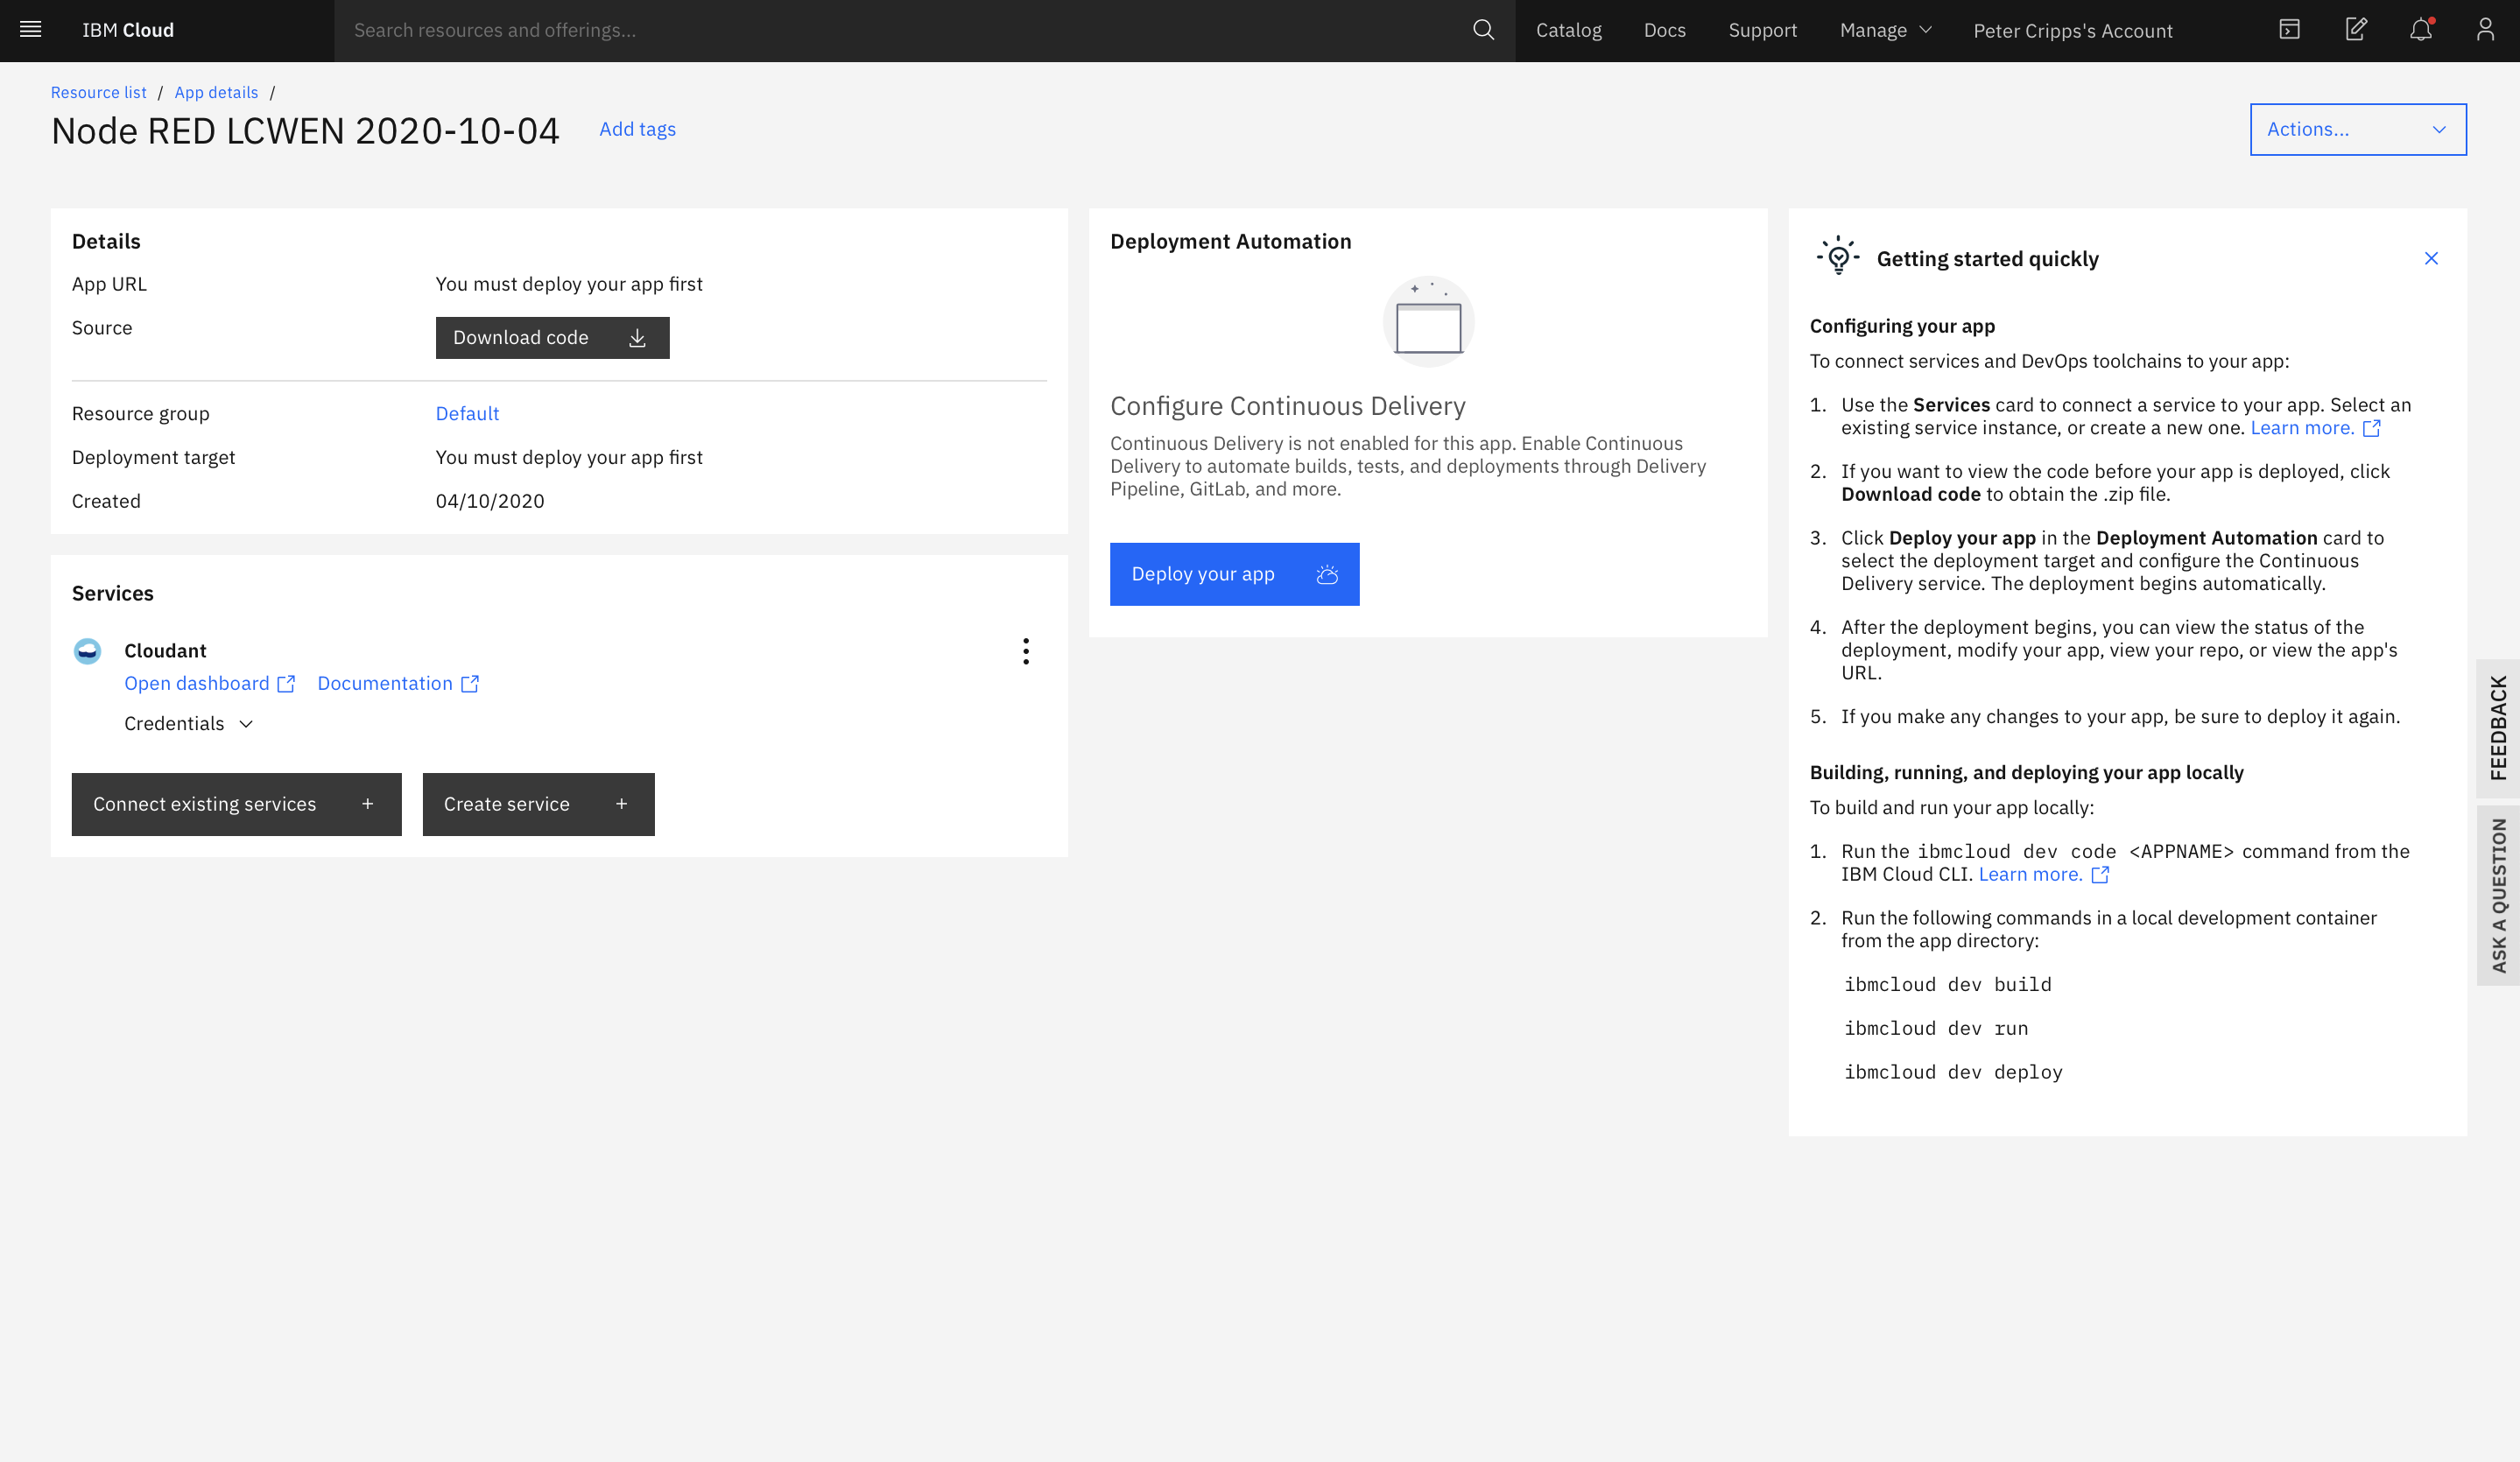 IBM Cloud
Search resources and offerings...
Catalog
Docs
Support
Manage
Peter Cripps's Account
Resource list / App details /
Node RED LCWEN 2020-10-04
Add tags
Actions...
Details
App URL
You must deploy your app first
Source
Download code
Resource group
Default
Deployment target
You must deploy your app first
Created
04/10/2020
Services
Cloudant
Open dashboard
Documentation
Credentials
Connect existing services +
Create service +
Deployment Automation
Configure Continuous Delivery
Continuous Delivery is not enabled for this app. Enable Continuous
Delivery to automate builds, tests, and deployments through Delivery
Pipeline, GitLab, and more.
Deploy your app
Getting started quickly
Configuring your app
To connect services and DevOps toolchains to your app:
1. Use the Services card to connect a service to your app. Select an
existing service instance, or create a new one. Learn more.
2. If you want to view the code before your app is deployed, click
Download code to obtain the .zip file.
3. Click Deploy your app in the Deployment Automation card to
select the deployment target and configure the Continuous
Delivery service. The deployment begins automatically.
4. After the deployment begins, you can view the status of the
deployment, modify your app, view your repo, or view the app's
URL.
5. If you make any changes to your app, be sure to deploy it again.
Building, running, and deploying your app locally
To build and run your app locally:
1. Run the ibmcloud dev code <APPNAME> command from the
IBM Cloud CLI. Learn more.
2. Run the following commands in a local development container
from the app directory:
ibmcloud dev build
ibmcloud dev run
ibmcloud dev deploy
FEEDBACK
ASK A QUESTION